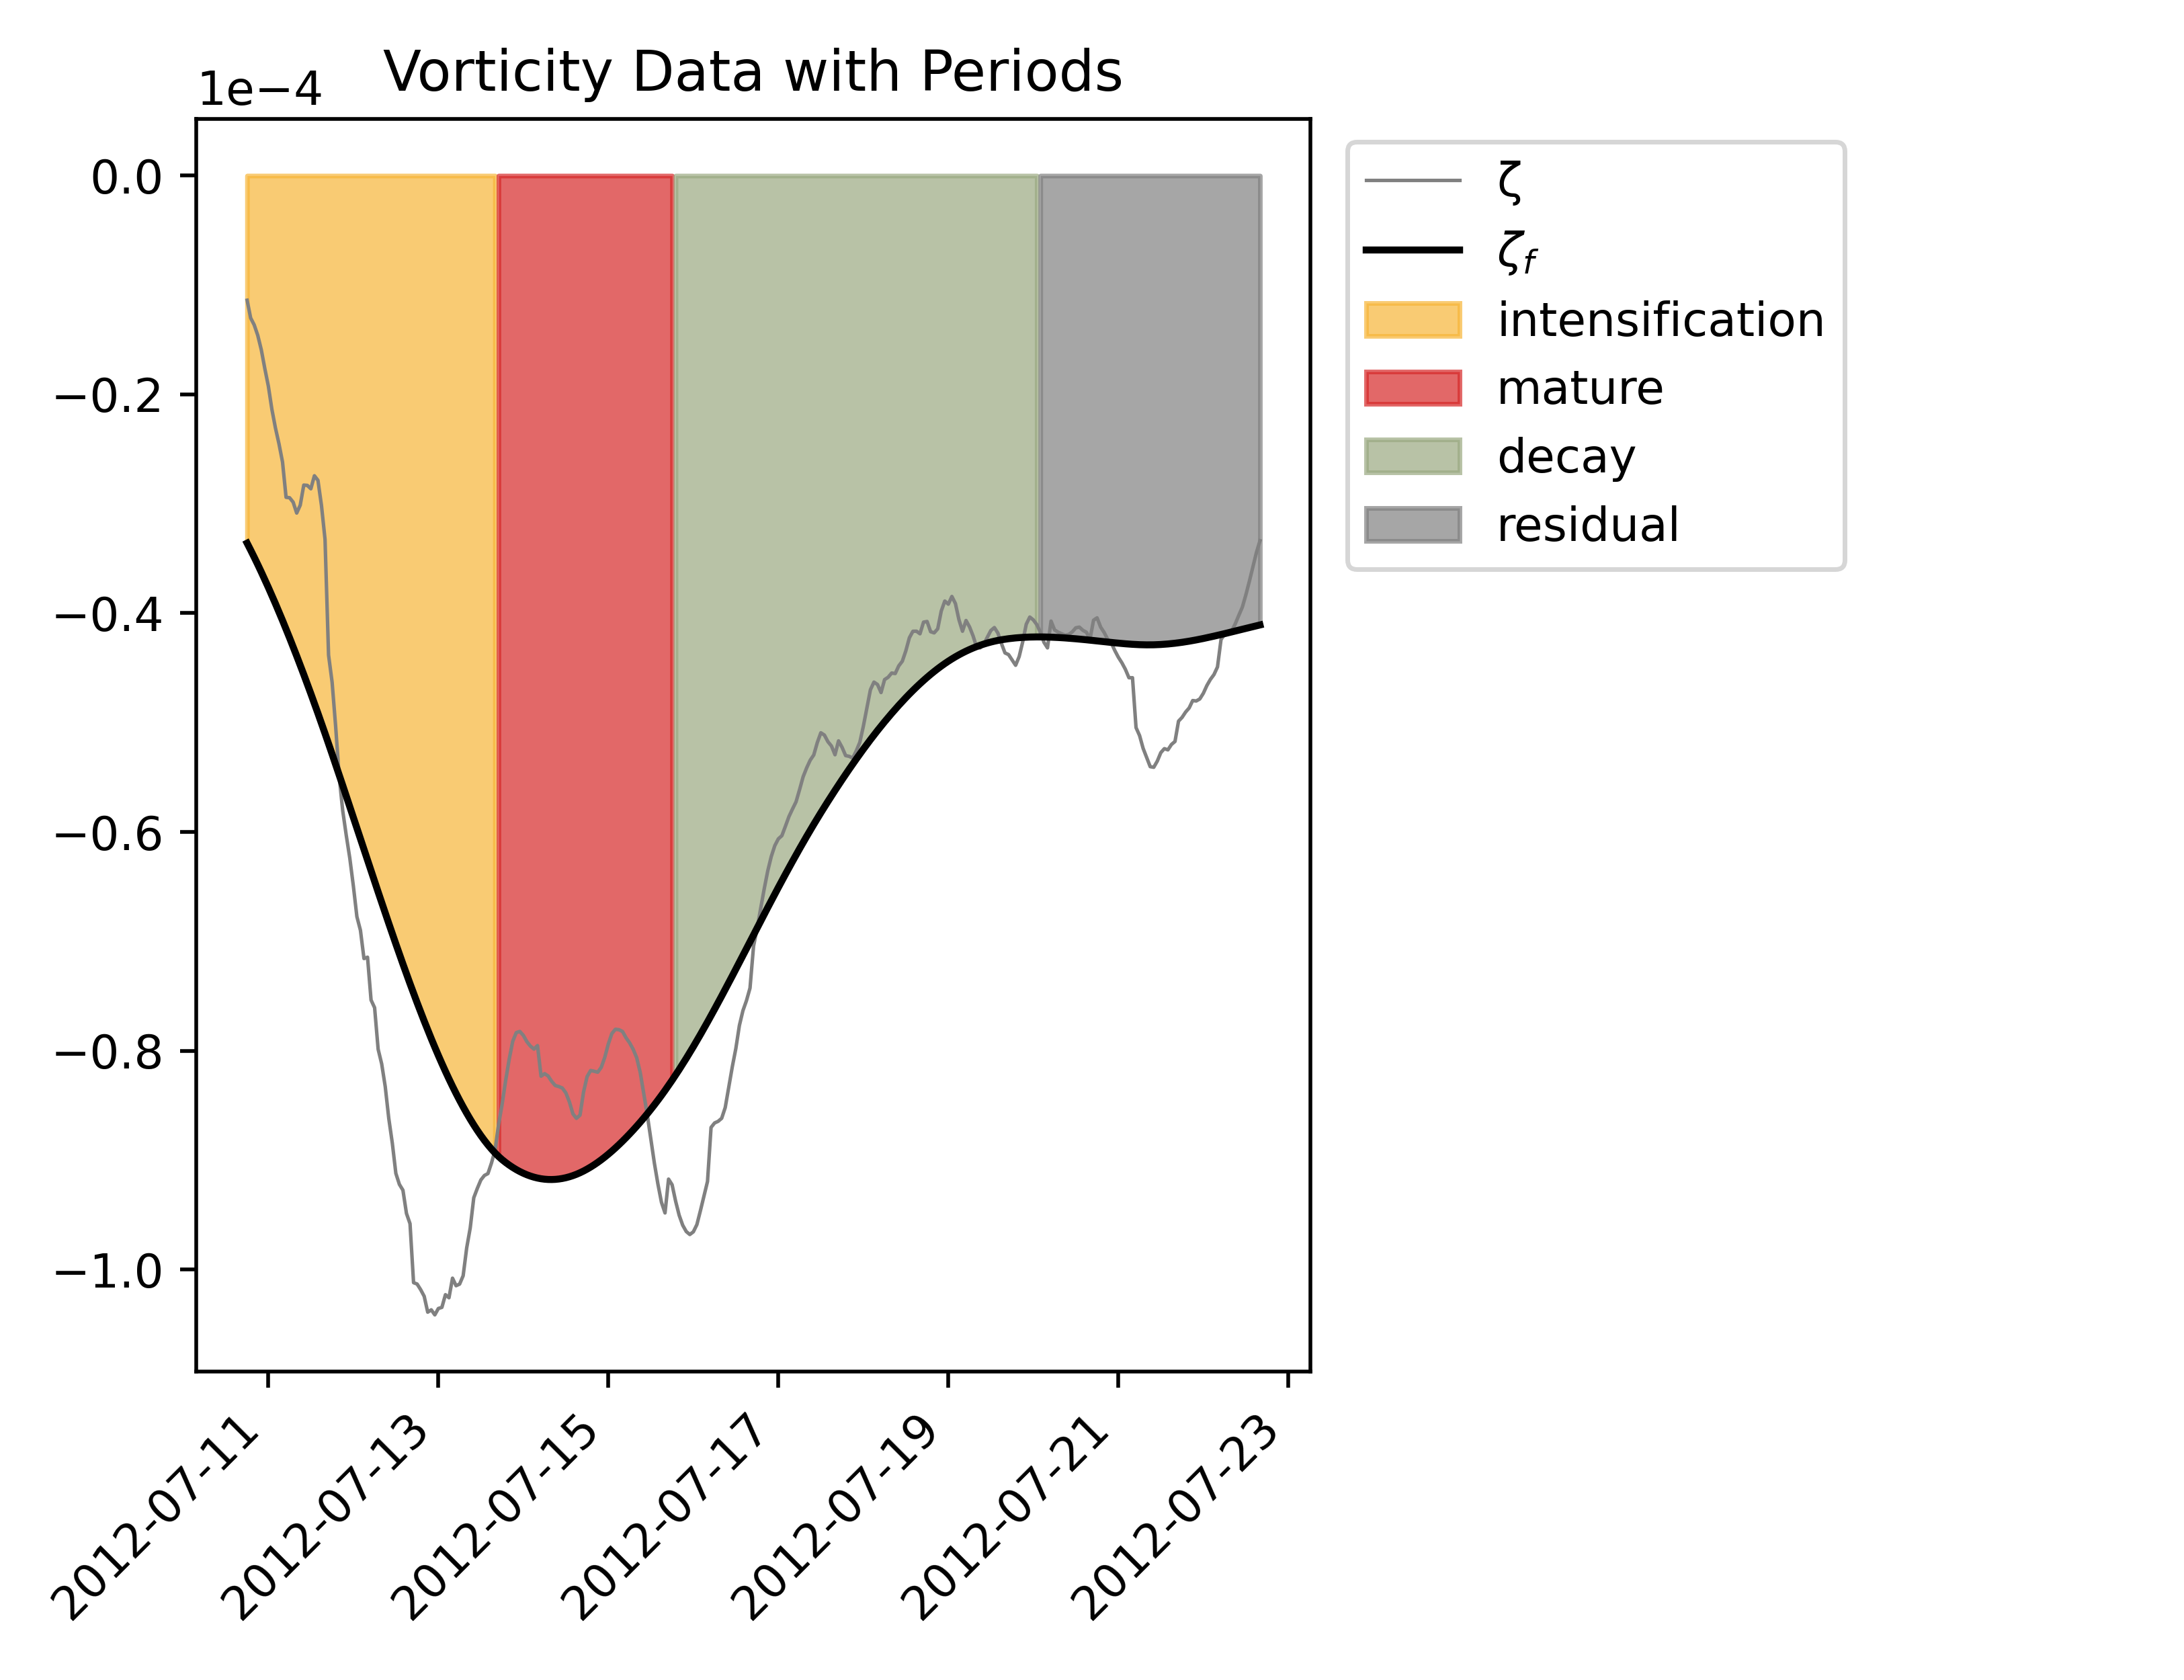 Vorticity Data with Periods
1e−4
0.0
−0.2
−0.4
−0.6
−0.8
−1.0
2012-07-11
2012-07-13
2012-07-15
2012-07-17
2012-07-19
2012-07-21
2012-07-23
ζ
ζf
intensification
mature
decay
residual